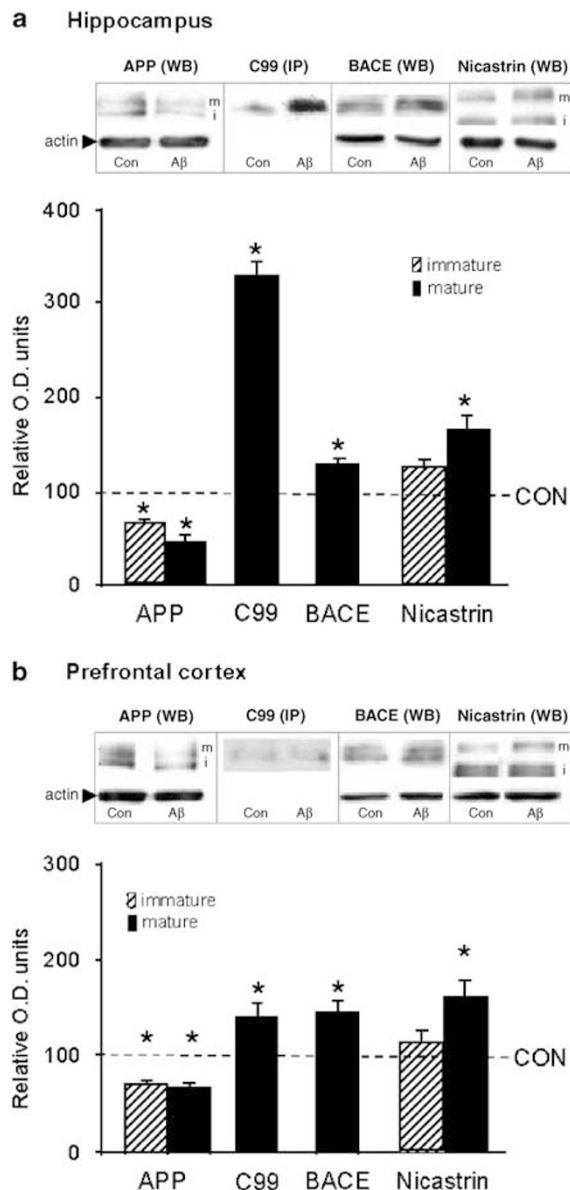 a Hippocampus
APP (WB) C99 (IP) BACE (WB) Nicastrin (WB)
m
i
m
i
actin
Con Aβ Con Aβ Con Aβ Con Aβ
400
300
200
100
0
Relative O.D. units
immature
mature
* * * * *
CON
APP C99 BACE Nicastrin
b Prefrontal cortex
APP (WB) C99 (IP) BACE (WB) Nicastrin (WB)
m
i
m
i
actin
Con Aβ Con Aβ Con Aβ Con Aβ
300
200
100
0
Relative O.D. units
immature
mature
* * * * *
CON
APP C99 BACE Nicastrin